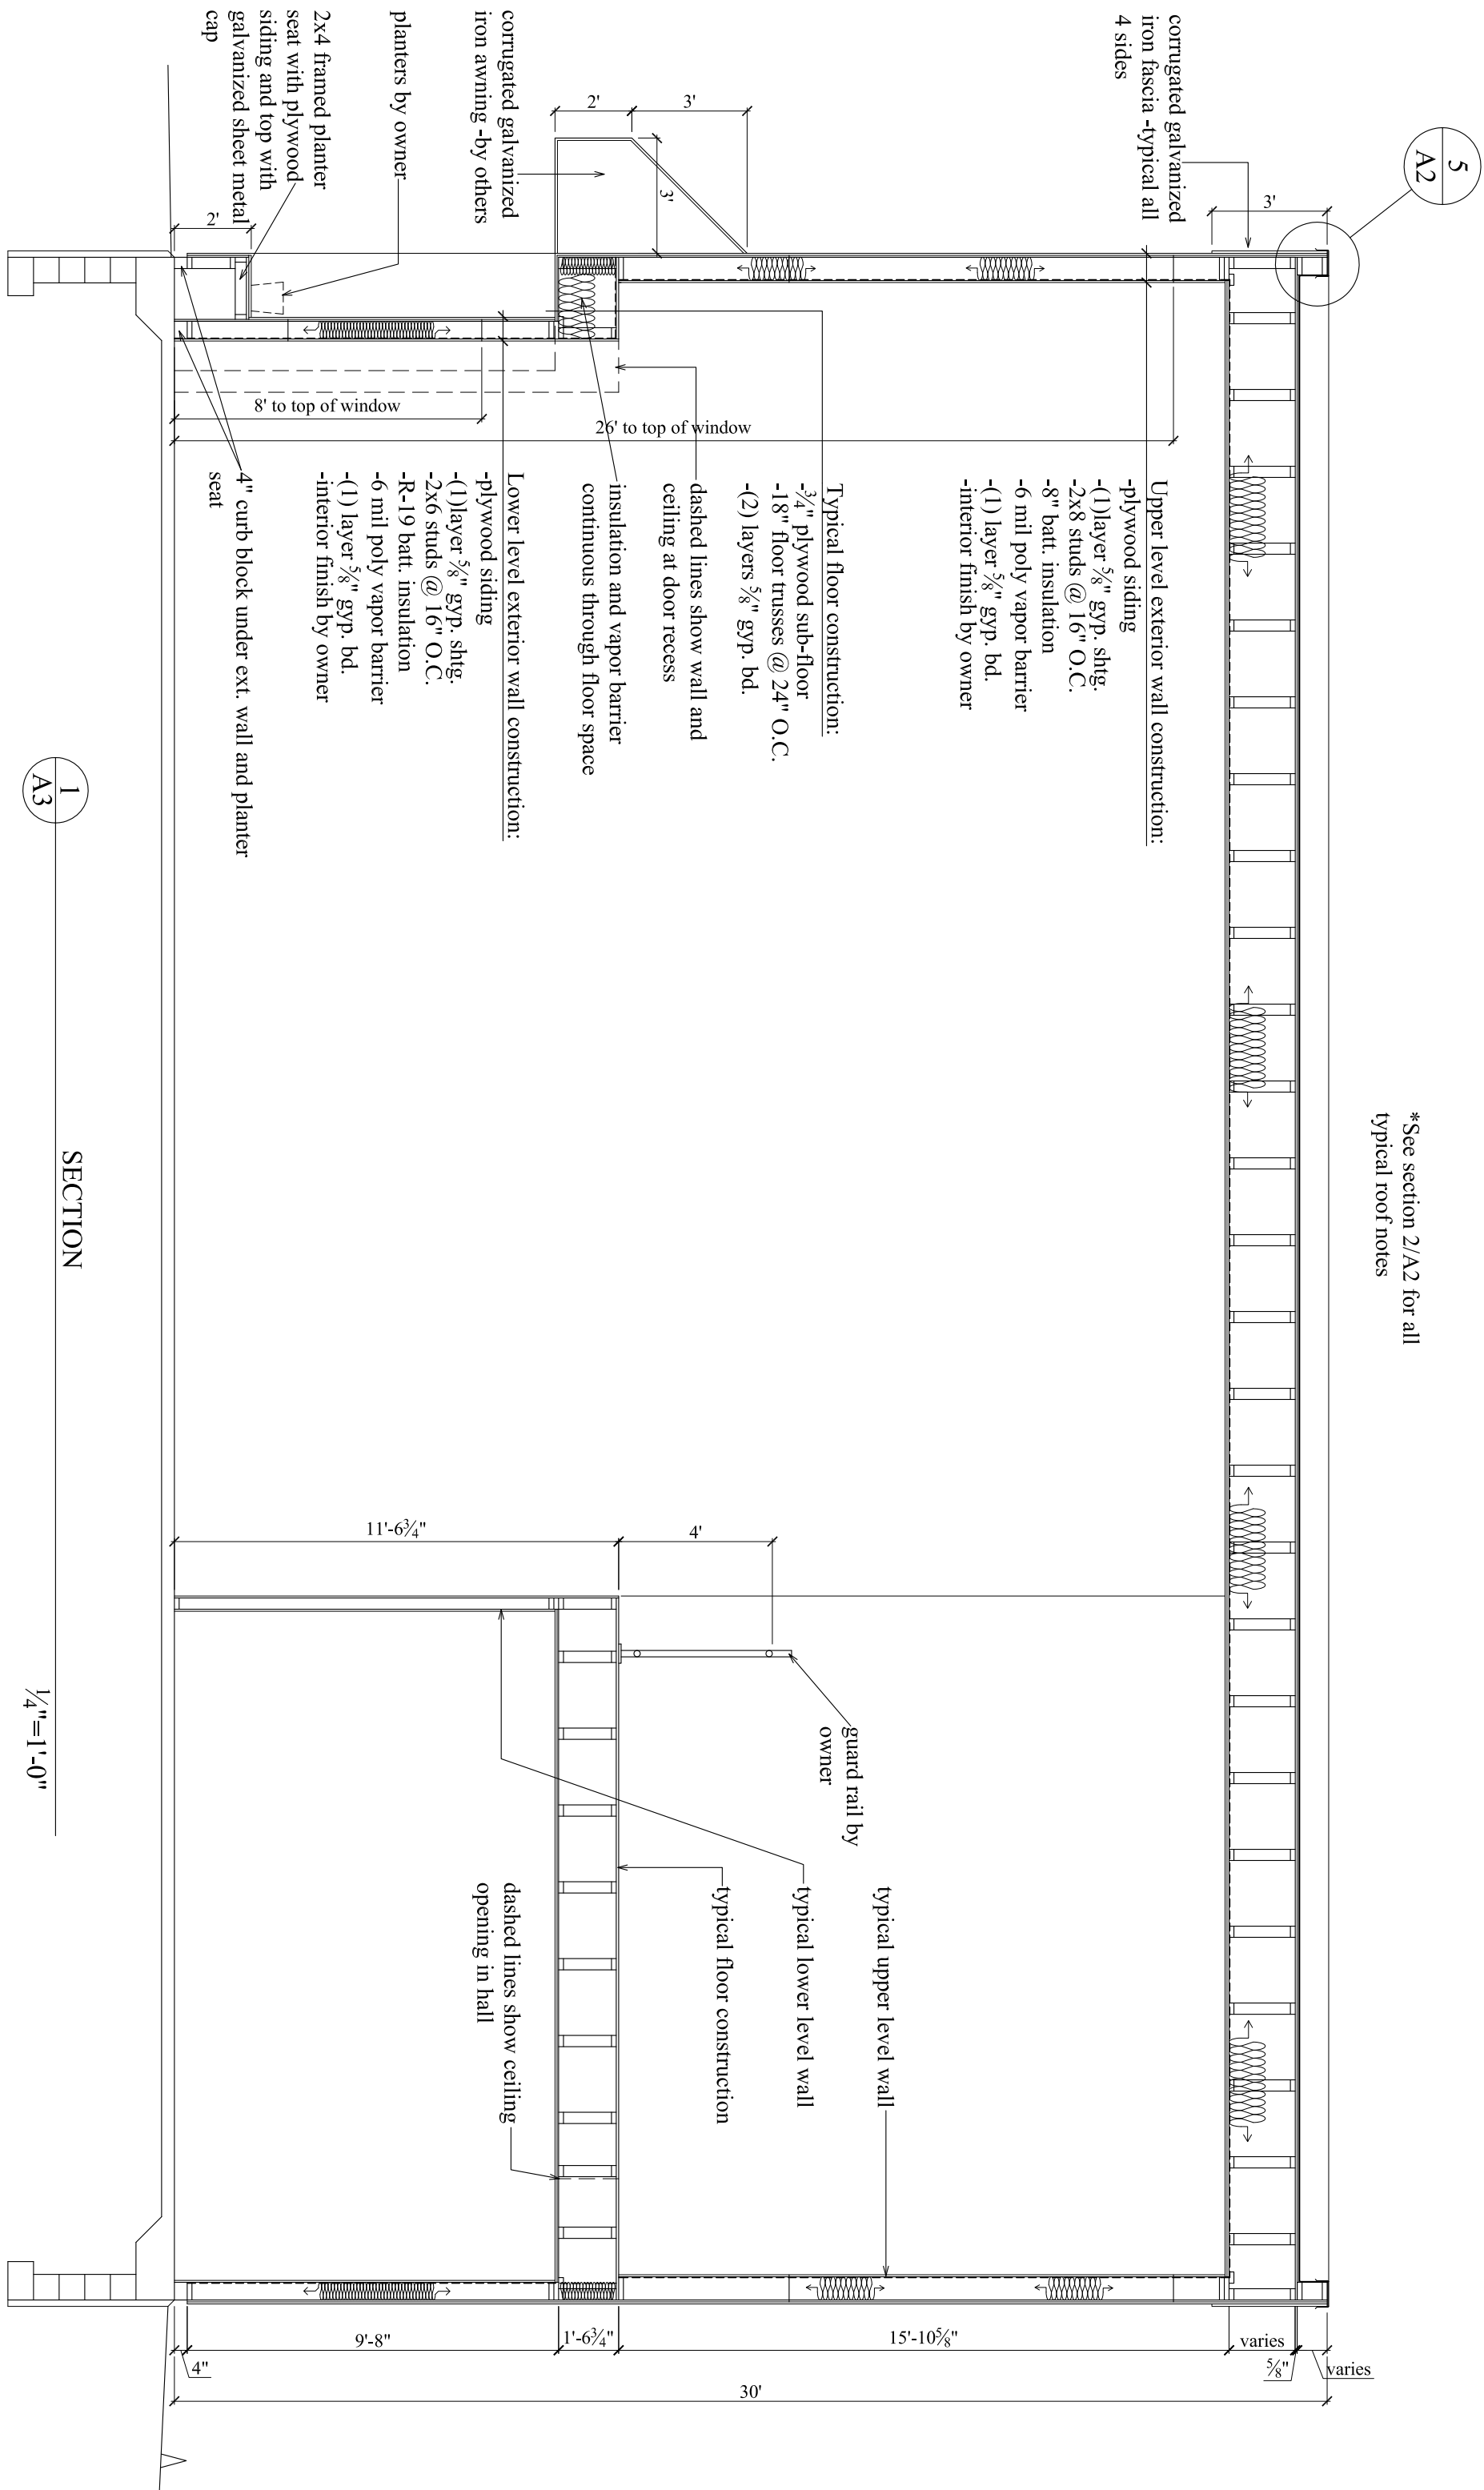 5
A2
*See section 2/A2 for all
typical roof notes
corrugated galvanized
iron fascia -typical all
4 sides
3'
Upper level exterior wall construction:
-plywood siding
-(1)layer ⅝" gyp. shtg.
-2x8 studs @ 16" O.C.
-8" batt. insulation
-6 mil poly vapor barrier
-(1) layer ⅝" gyp. bd.
-interior finish by owner
Typical floor construction:
-¾" plywood sub-floor
-18" floor trusses @ 24" O.C.
-(2) layers ⅝" gyp. bd.
dashed lines show wall and
ceiling at door recess
insulation and vapor barrier
continuous through floor space
Lower level exterior wall construction:
-plywood siding
-(1)layer ⅝" gyp. shtg.
-2x6 studs @ 16" O.C.
-R-19 batt. insulation
-6 mil poly vapor barrier
-(1) layer ⅝" gyp. bd.
-interior finish by owner
4" curb block under ext. wall and planter
seat
3'
2'
3'
corrugated galvanized
iron awning -by others
planters by owner
2x4 framed planter
seat with plywood
siding and top with
galvanized sheet metal
cap
2'
8' to top of window
26' to top of window
11'-6¾"
4'
guard rail by
owner
typical upper level wall
typical lower level wall
typical floor construction
dashed lines show ceiling
opening in hall
varies
⅝"
varies
15'-10⅝"
1'-6¾"
9'-8"
4"
30'
1
A3
SECTION
¼"=1'-0"